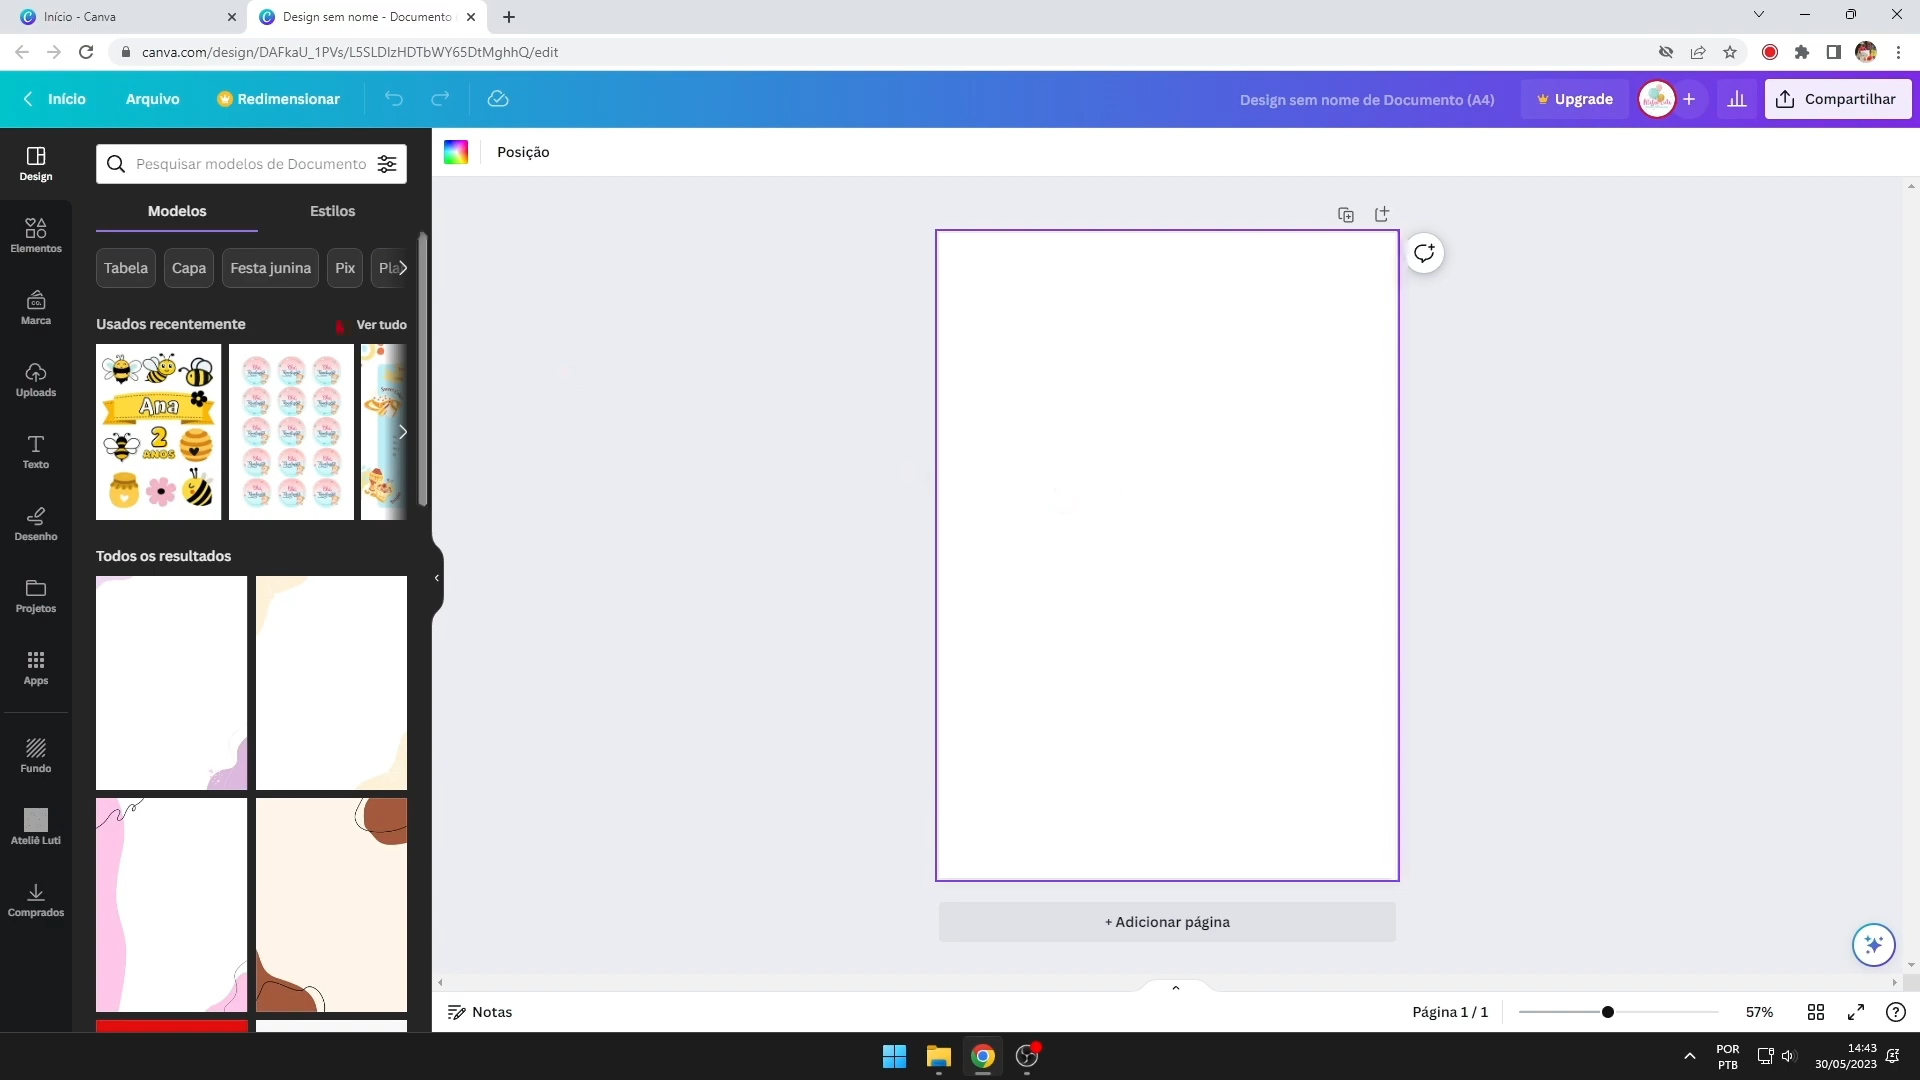 Início - Canva
Design sem nome - Documento
canva.com/design/DAFkaU_1PVs/L5SLDIzHDTbWY65DtMghhQ/edit
Início
Arquivo
Redimensionar
Design sem nome de Documento (A4)
Upgrade
Compartilhar
Design
Elementos
Marca
Uploads
Texto
Desenho
Projetos
Apps
Fundo
Ateliê Luti
Comprados
Pesquisar modelos de Documento
Modelos
Estilos
Tabela
Capa
Festa junina
Pix
Pla
Usados recentemente
Ver tudo
Ana
2
ANOS
Todos os resultados
Posição
+ Adicionar página
Notas
Página 1 / 1
57%
POR
PTB
14:43
30/05/2023